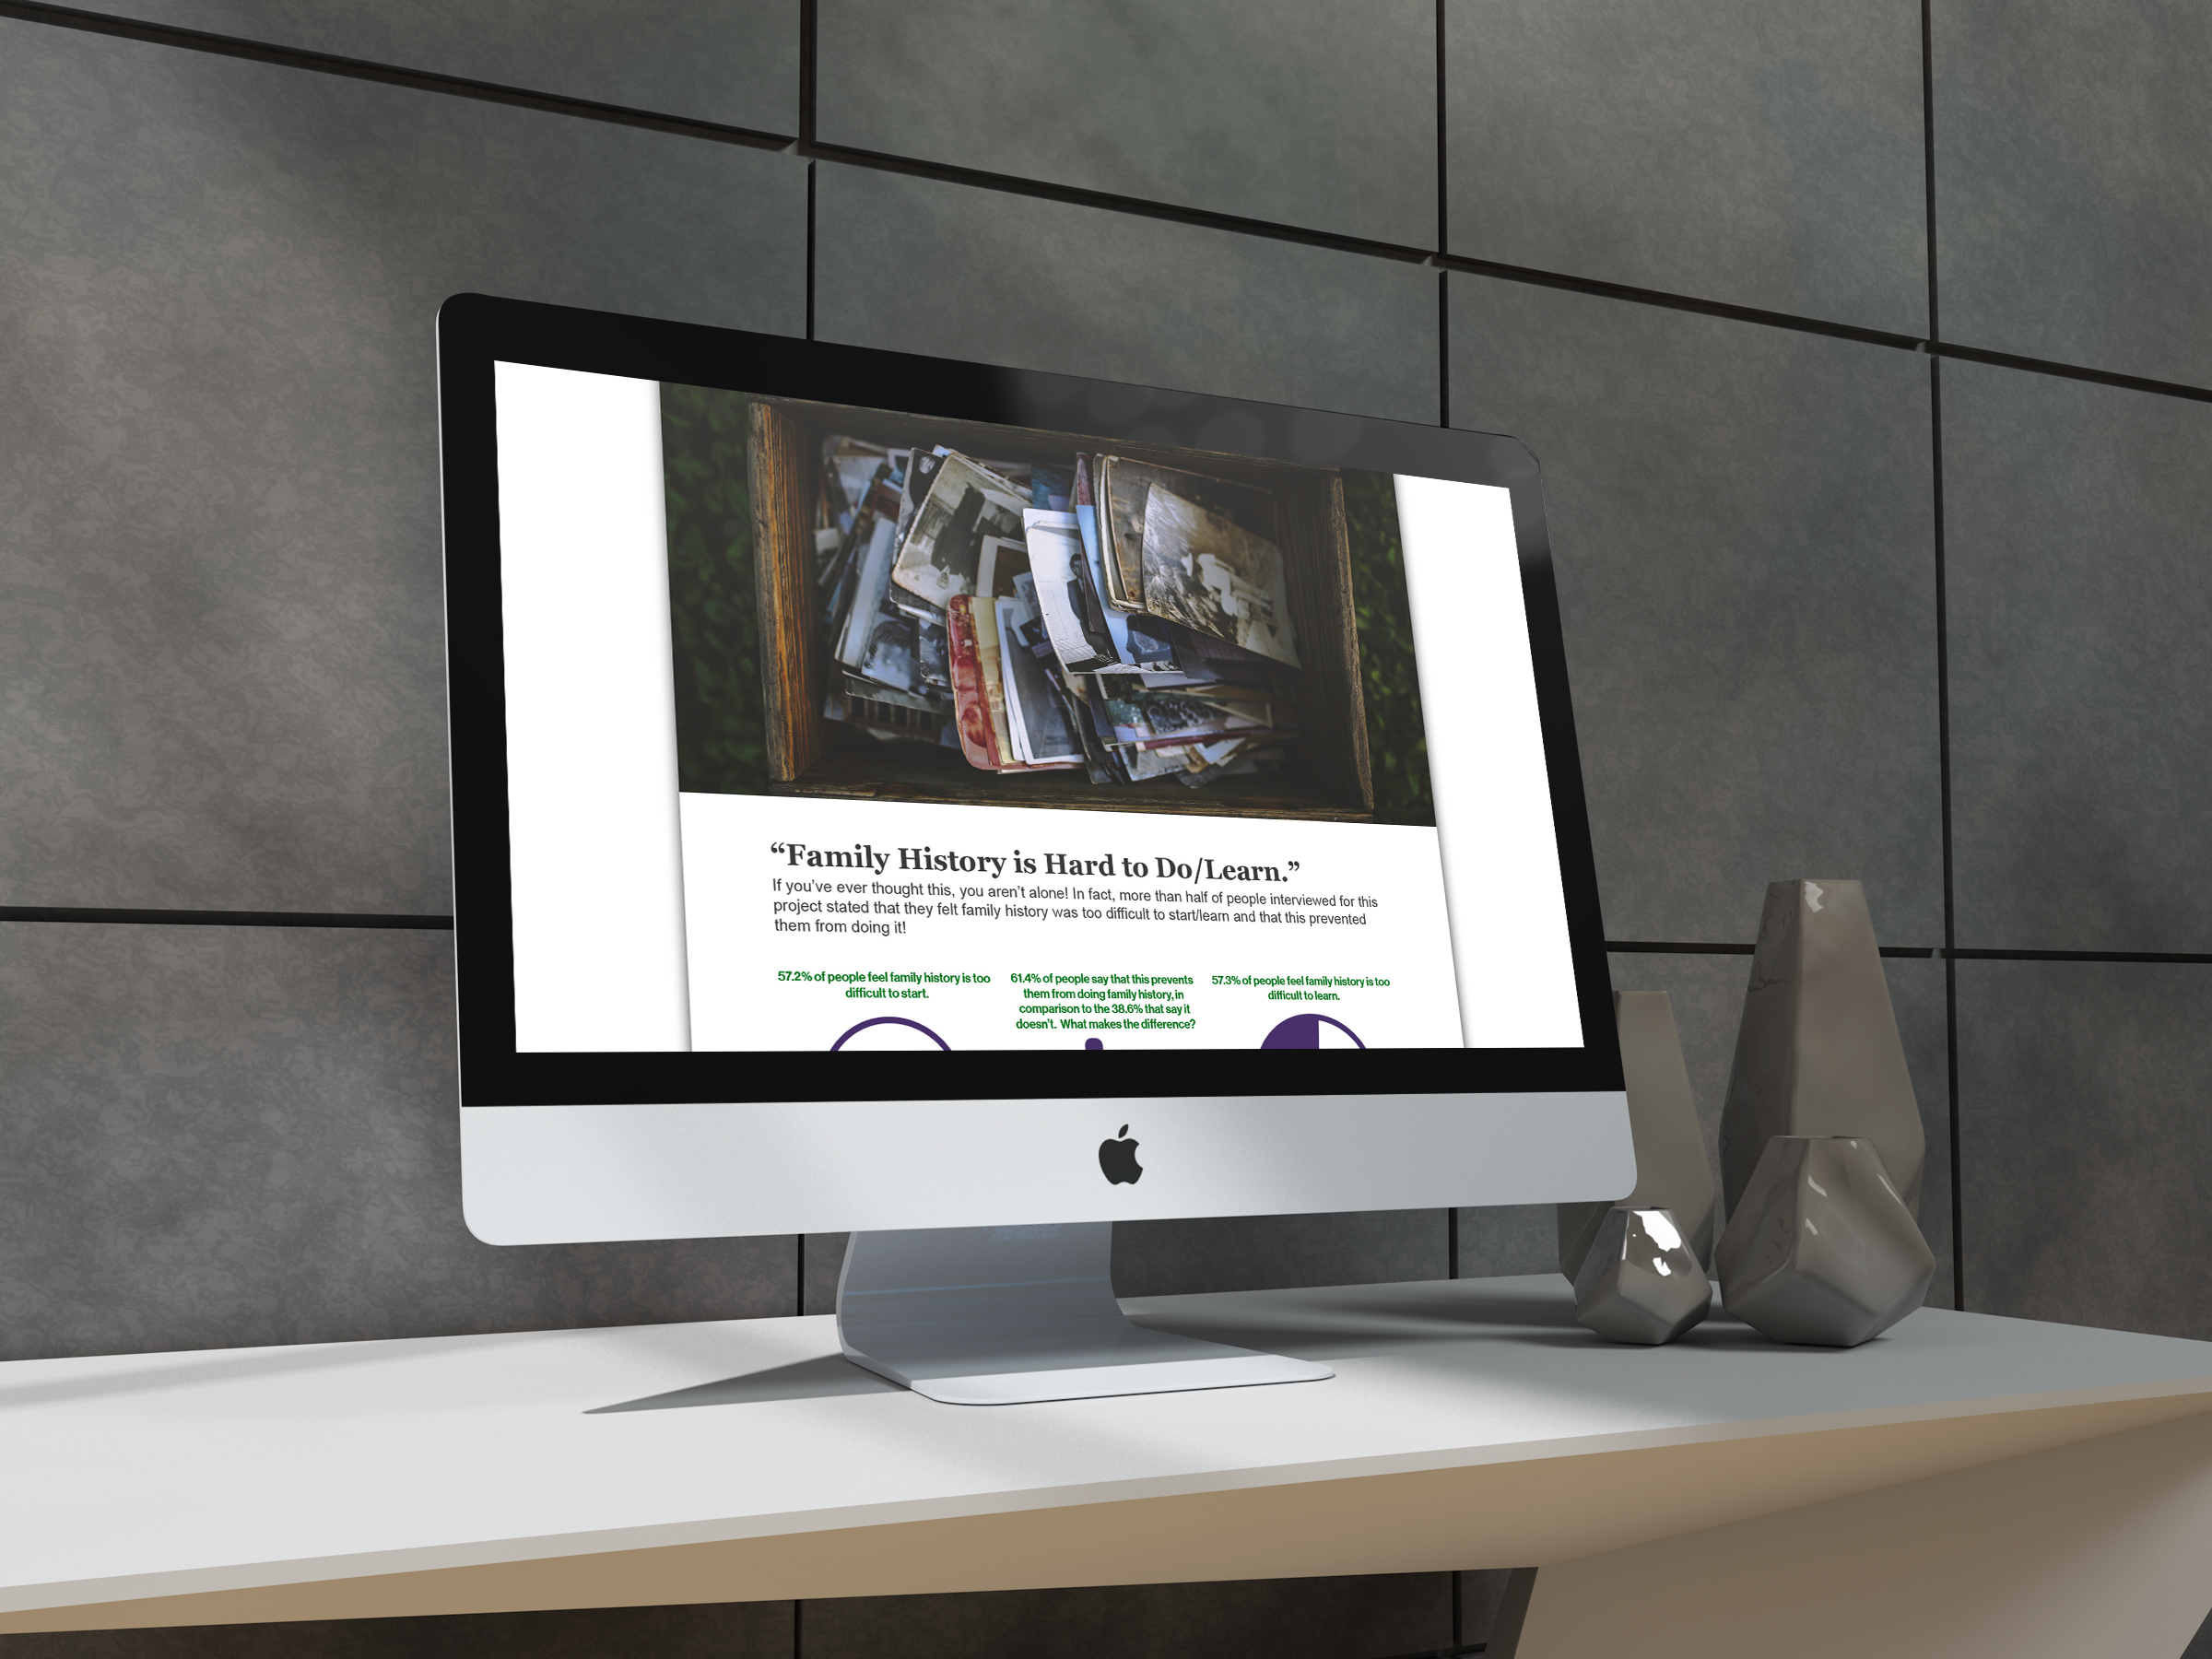 “Family History is Hard to Do/Learn.”
If you’ve ever thought this, you aren’t alone! In fact, more than half of people interviewed for this
project stated that they felt family history was too difficult to start/learn and that this prevented
them from doing it!
57.2% of people feel family history is too
difficult to start.
61.4% of people say that this prevents
them from doing family history, in
comparison to the 38.6% that say it
doesn’t. What makes the difference?
57.3% of people feel family history is too
difficult to learn.